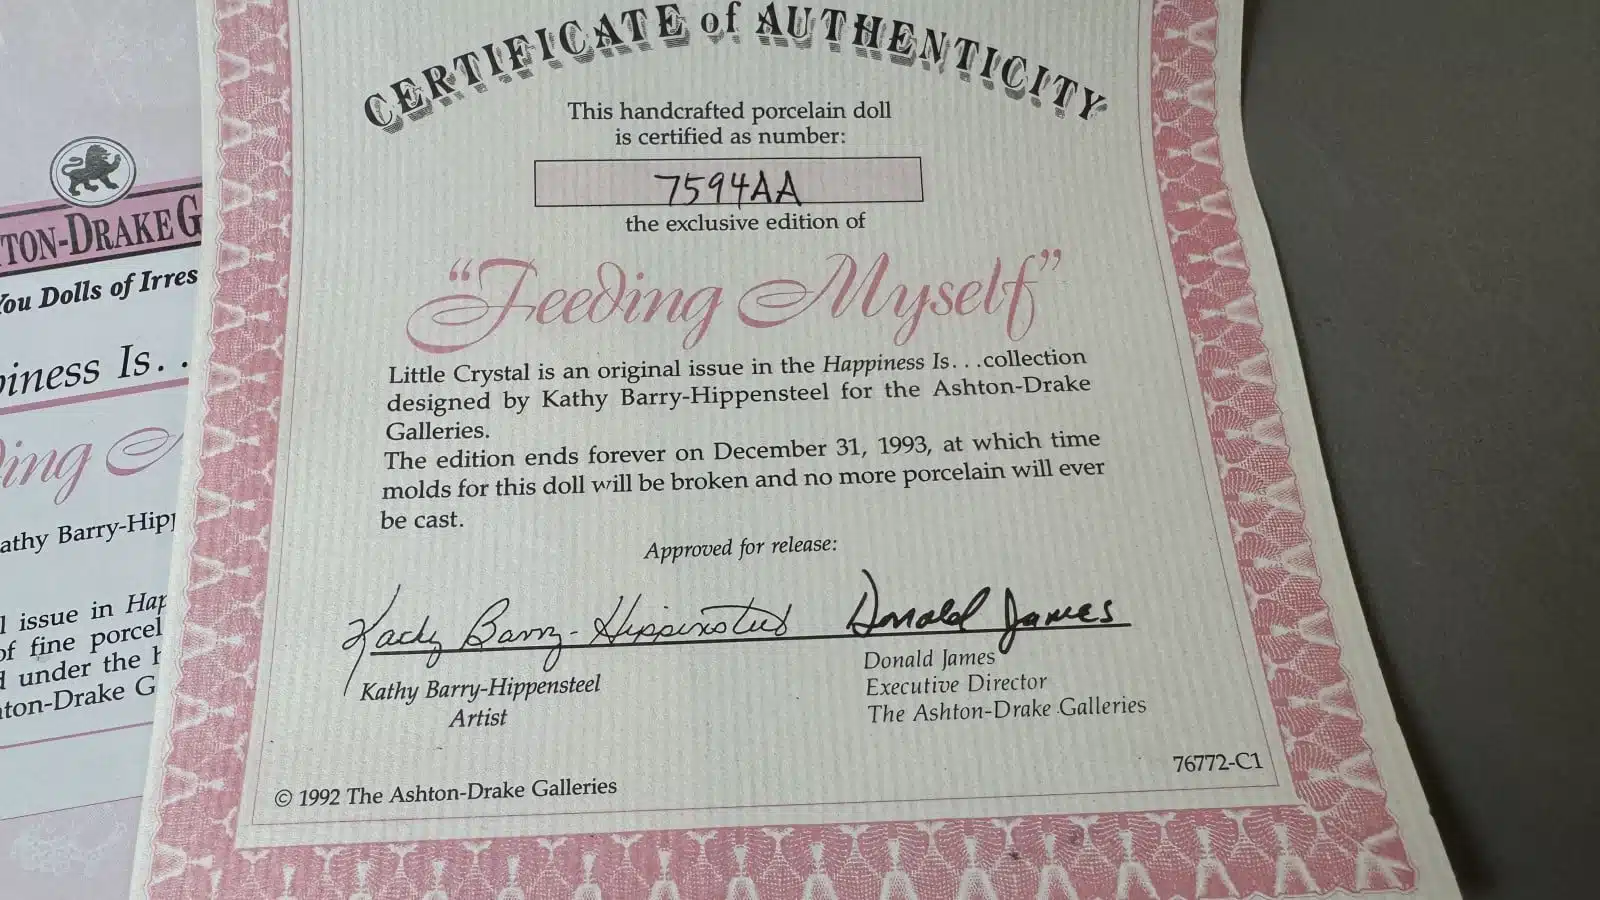 CERTIFICATE of AUTHENTICITY
This handcrafted porcelain doll
is certified as number:
7594AA
the exclusive edition of
"Feeding Myself"
Little Crystal is an original issue in the Happiness Is. . .collection
designed by Kathy Barry-Hippensteel for the Ashton-Drake
Galleries.
The edition ends forever on December 31, 1993, at which time
molds for this doll will be broken and no more porcelain will ever
be cast.
Approved for release:
Kathy Barry-Hippensteel Donald James
Kathy Barry-Hippensteel
Artist
Donald James
Executive Director
The Ashton-Drake Galleries
76772-C1
© 1992 The Ashton-Drake Galleries
TON-DRAKE G
You Dolls of Irres
iness Is. . .
ing
athy Barry-Hipp
l issue in Hap
of fine porcel
d under the h
ton-Drake G